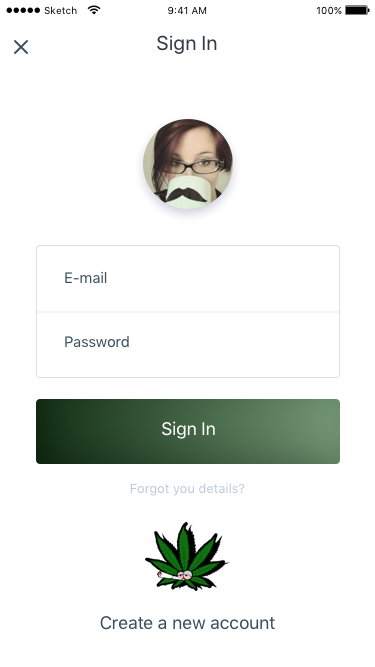 Sketch 9:41 AM 100%
Sign In
E-mail
Password
Sign In
Forgot you details?
Create a new account